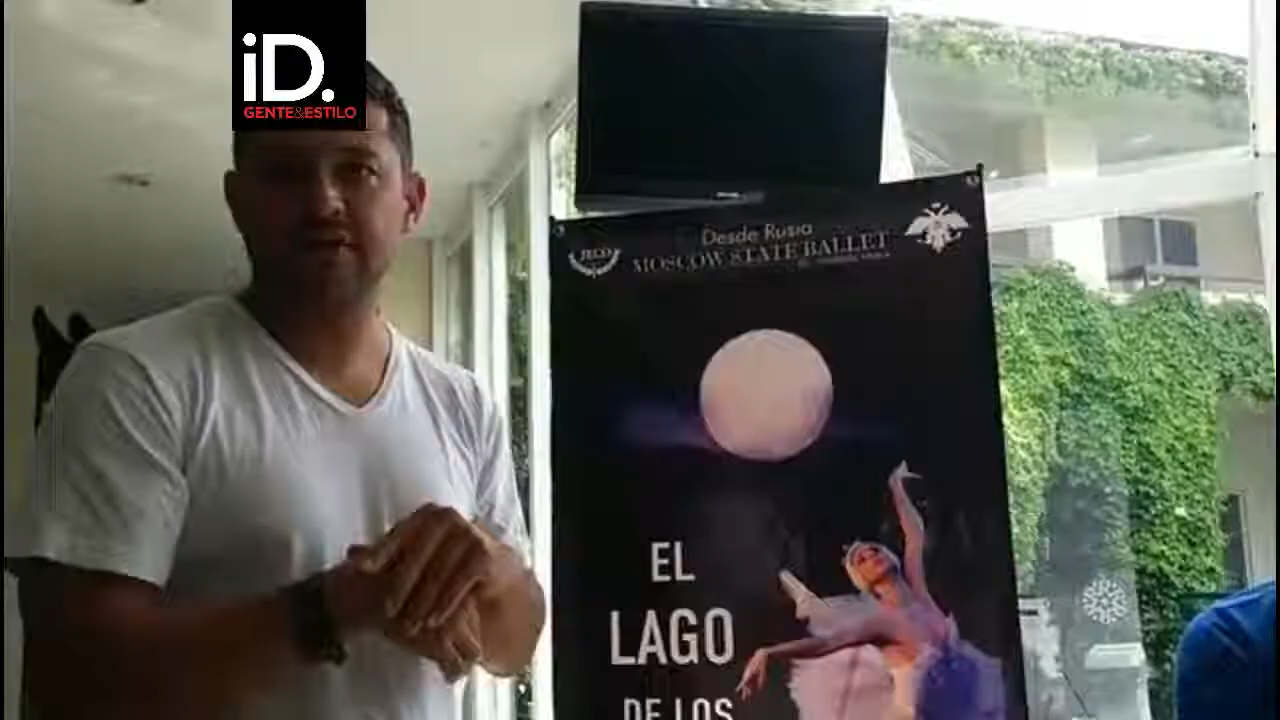 iD.
GENTE&ESTILO
Desde Rusia
MOSCOW STATE BALLET
EL
LAGO
DE LOS